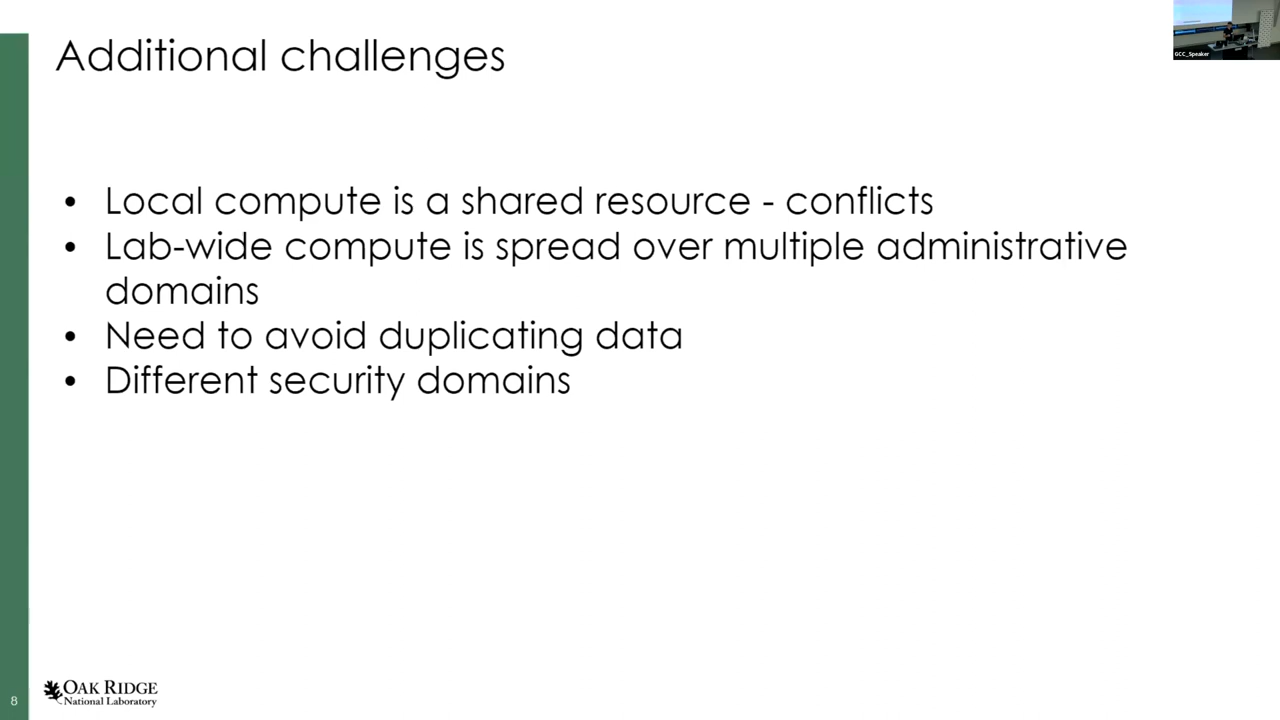 Additional challenges
GCC_Speaker
• Local compute is a shared resource - conflicts
• Lab-wide compute is spread over multiple administrative
domains
• Need to avoid duplicating data
• Different security domains
8
OAK RIDGE
National Laboratory